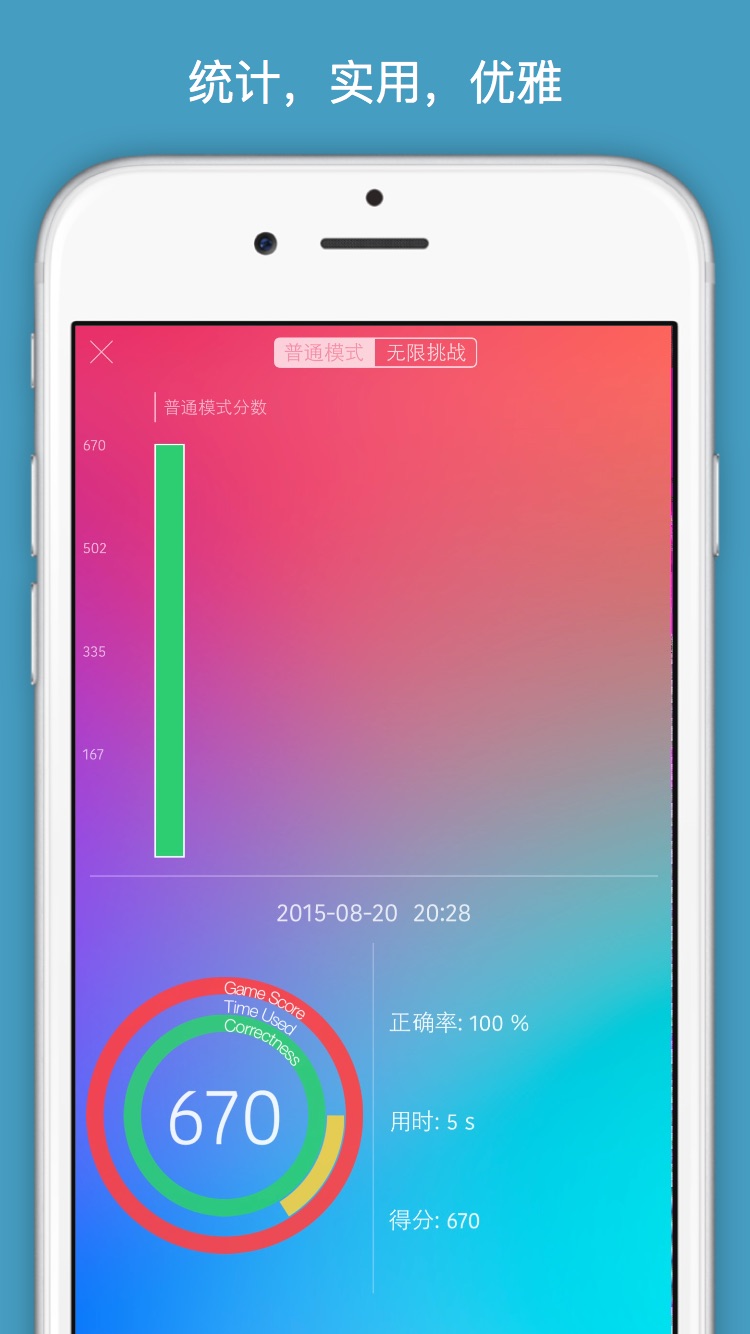 统计，实用，优雅
普通模式 无限挑战
普通模式分数
670
502
335
167
2015-08-20 20:28
Game Score
Time Used
Correctness
670
正确率: 100 %
用时: 5 s
得分: 670